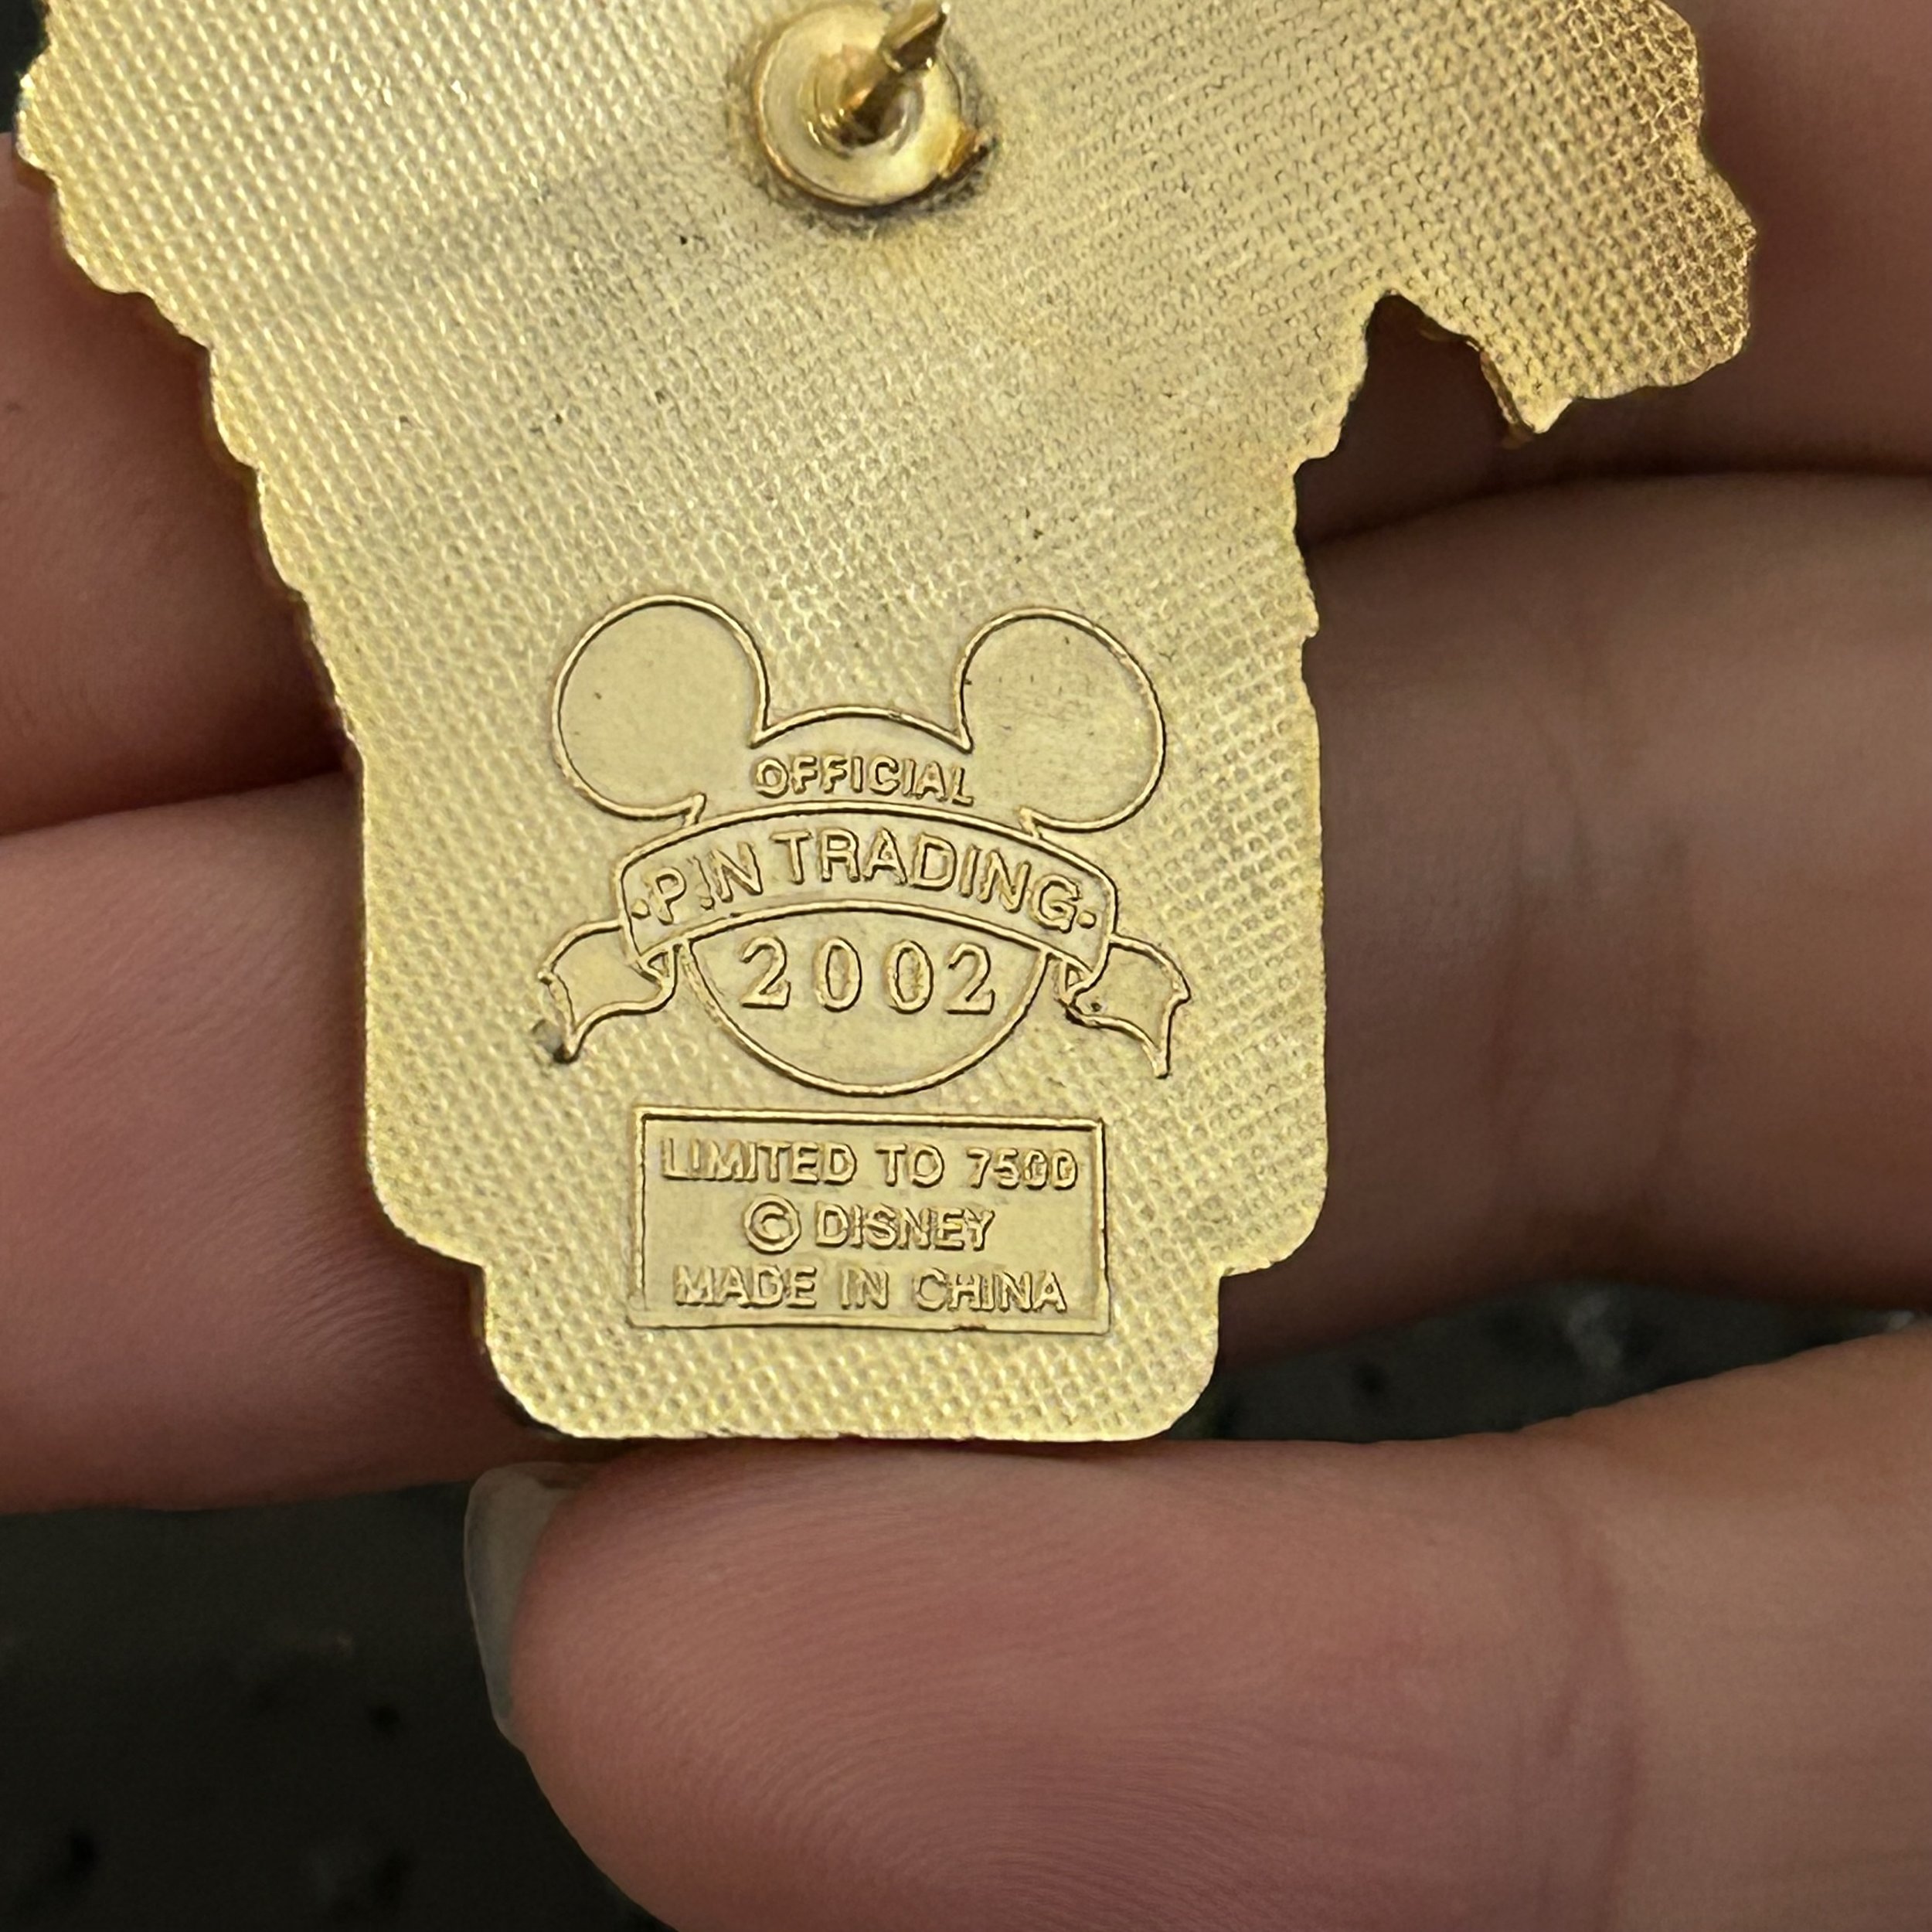 OFFICIAL
·PIN TRADING·
2002
LIMITED TO 7500
© DISNEY
MADE IN CHINA